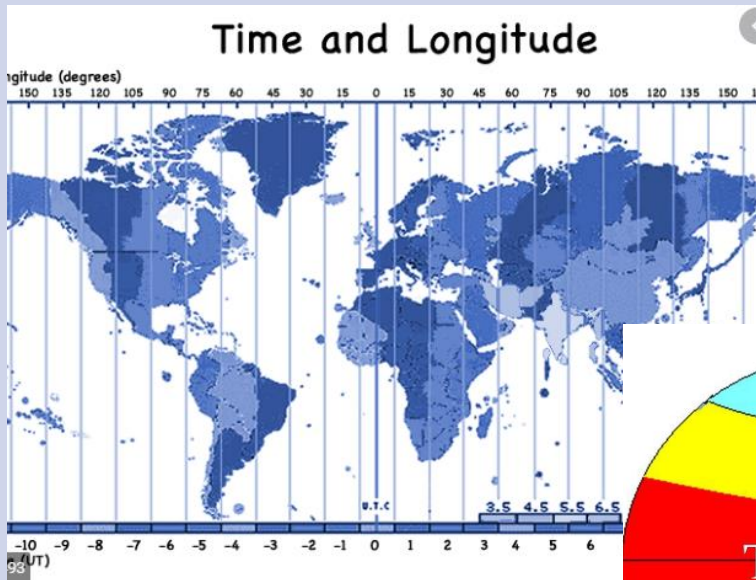 Time and Longitude
ngitude (degrees)
150 135 120 105 90 75 60 45 30 15 0 15 30 45 60 75 90 105 120 135 150
U.T.C
3.5 4.5 5.5 6.5
-10 -9 -8 -7 -6 -5 -4 -3 -2 -1 0 1 2 3 4 5 6
93
(UT)